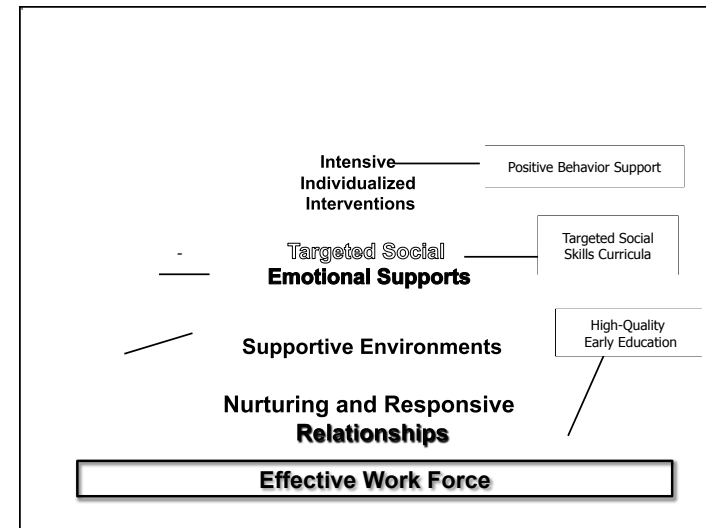 Intensive
Individualized
Interventions
Positive Behavior Support
Targeted Social
Emotional Supports
Targeted Social
Skills Curricula
Supportive Environments
High-Quality
Early Education
Nurturing and Responsive
Relationships
Effective Work Force